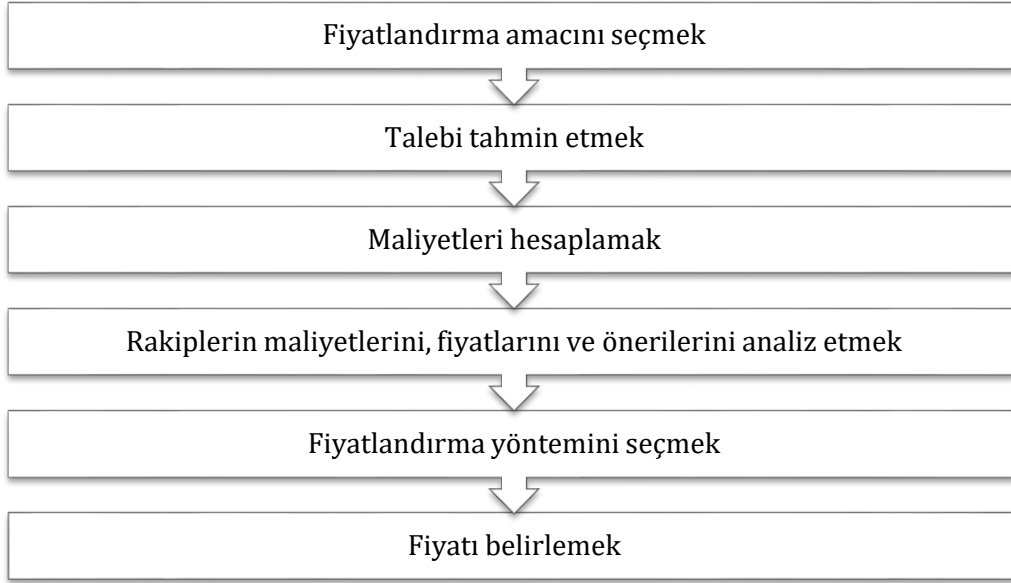 Fiyatlandırma amacını seçmek
Talebi tahmin etmek
Maliyetleri hesaplamak
Rakiplerin maliyetlerini, fiyatlarını ve önerilerini analiz etmek
Fiyatlandırma yöntemini seçmek
Fiyatı belirlemek